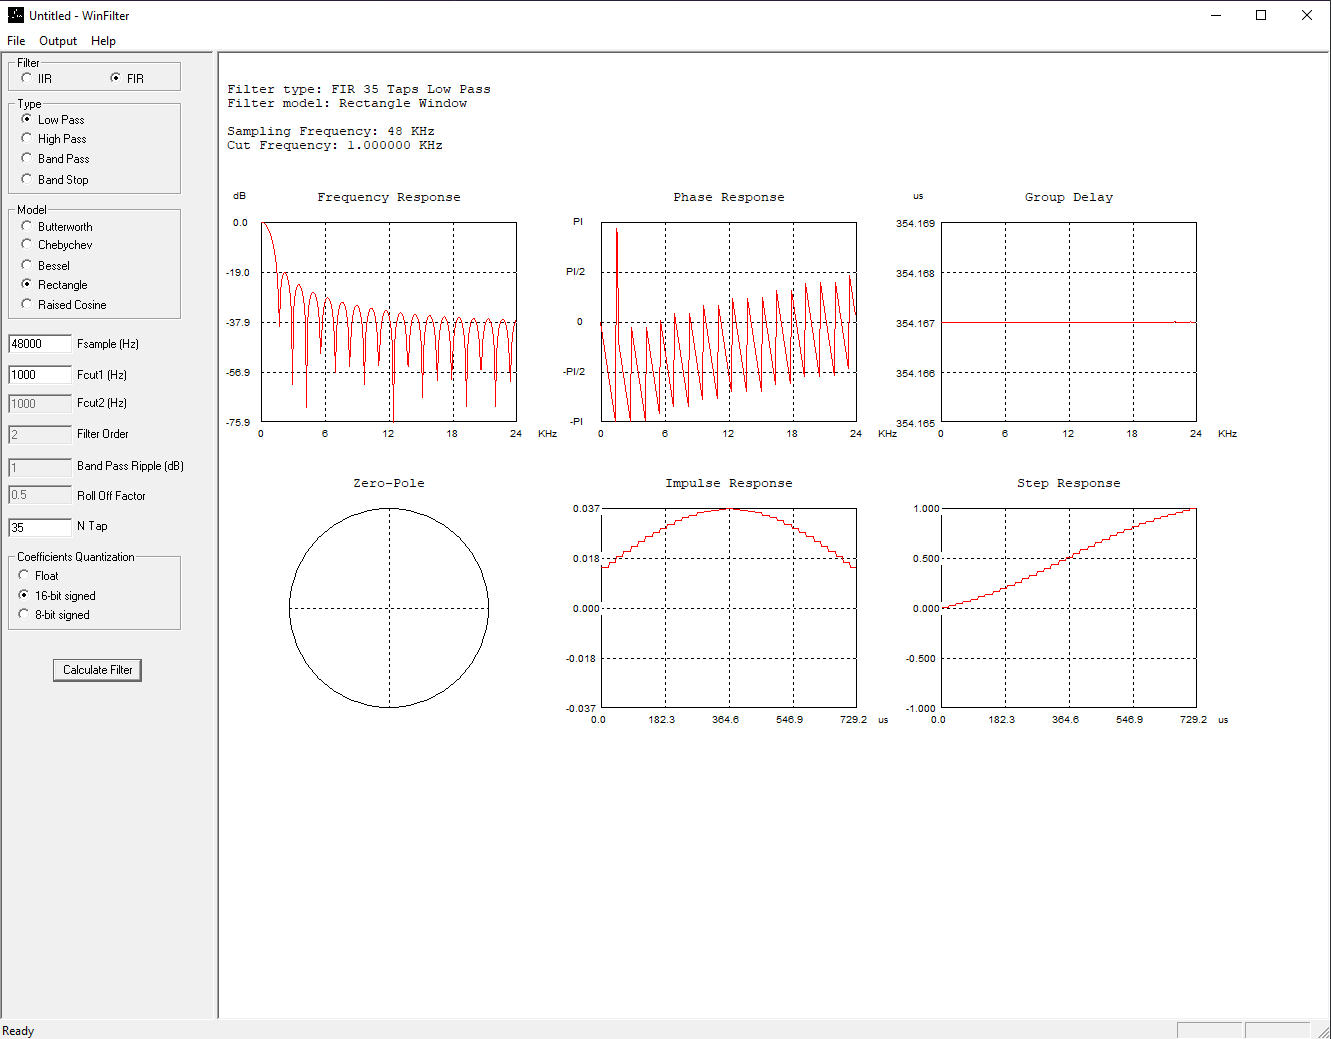 Untitled - WinFilter
File Output Help
Filter
IIR FIR
Type
Low Pass
High Pass
Band Pass
Band Stop
Model
Butterworth
Chebychev
Bessel
Rectangle
Raised Cosine
48000 Fsample (Hz)
1000 Fcut1 (Hz)
1000 Fcut2 (Hz)
2 Filter Order
1 Band Pass Ripple (dB)
0.5 Roll Off Factor
35 N Tap
Coefficients Quantization
Float
16-bit signed
8-bit signed
Calculate Filter
Filter type: FIR 35 Taps Low Pass
Filter model: Rectangle Window
Sampling Frequency: 48 KHz
Cut Frequency: 1.000000 KHz
dB Frequency Response
0.0
-19.0
-37.9
-56.9
-75.9
0 6 12 18 24 KHz
Phase Response
PI
PI/2
0
-PI/2
-PI
0 6 12 18 24 KHz
us Group Delay
354.169
354.168
354.167
354.166
354.165
0 6 12 18 24 KHz
Zero-Pole
Impulse Response
0.037
0.018
0.000
-0.018
-0.037
0.0 182.3 364.6 546.9 729.2 us
Step Response
1.000
0.500
0.000
-0.500
-1.000
0.0 182.3 364.6 546.9 729.2 us
Ready